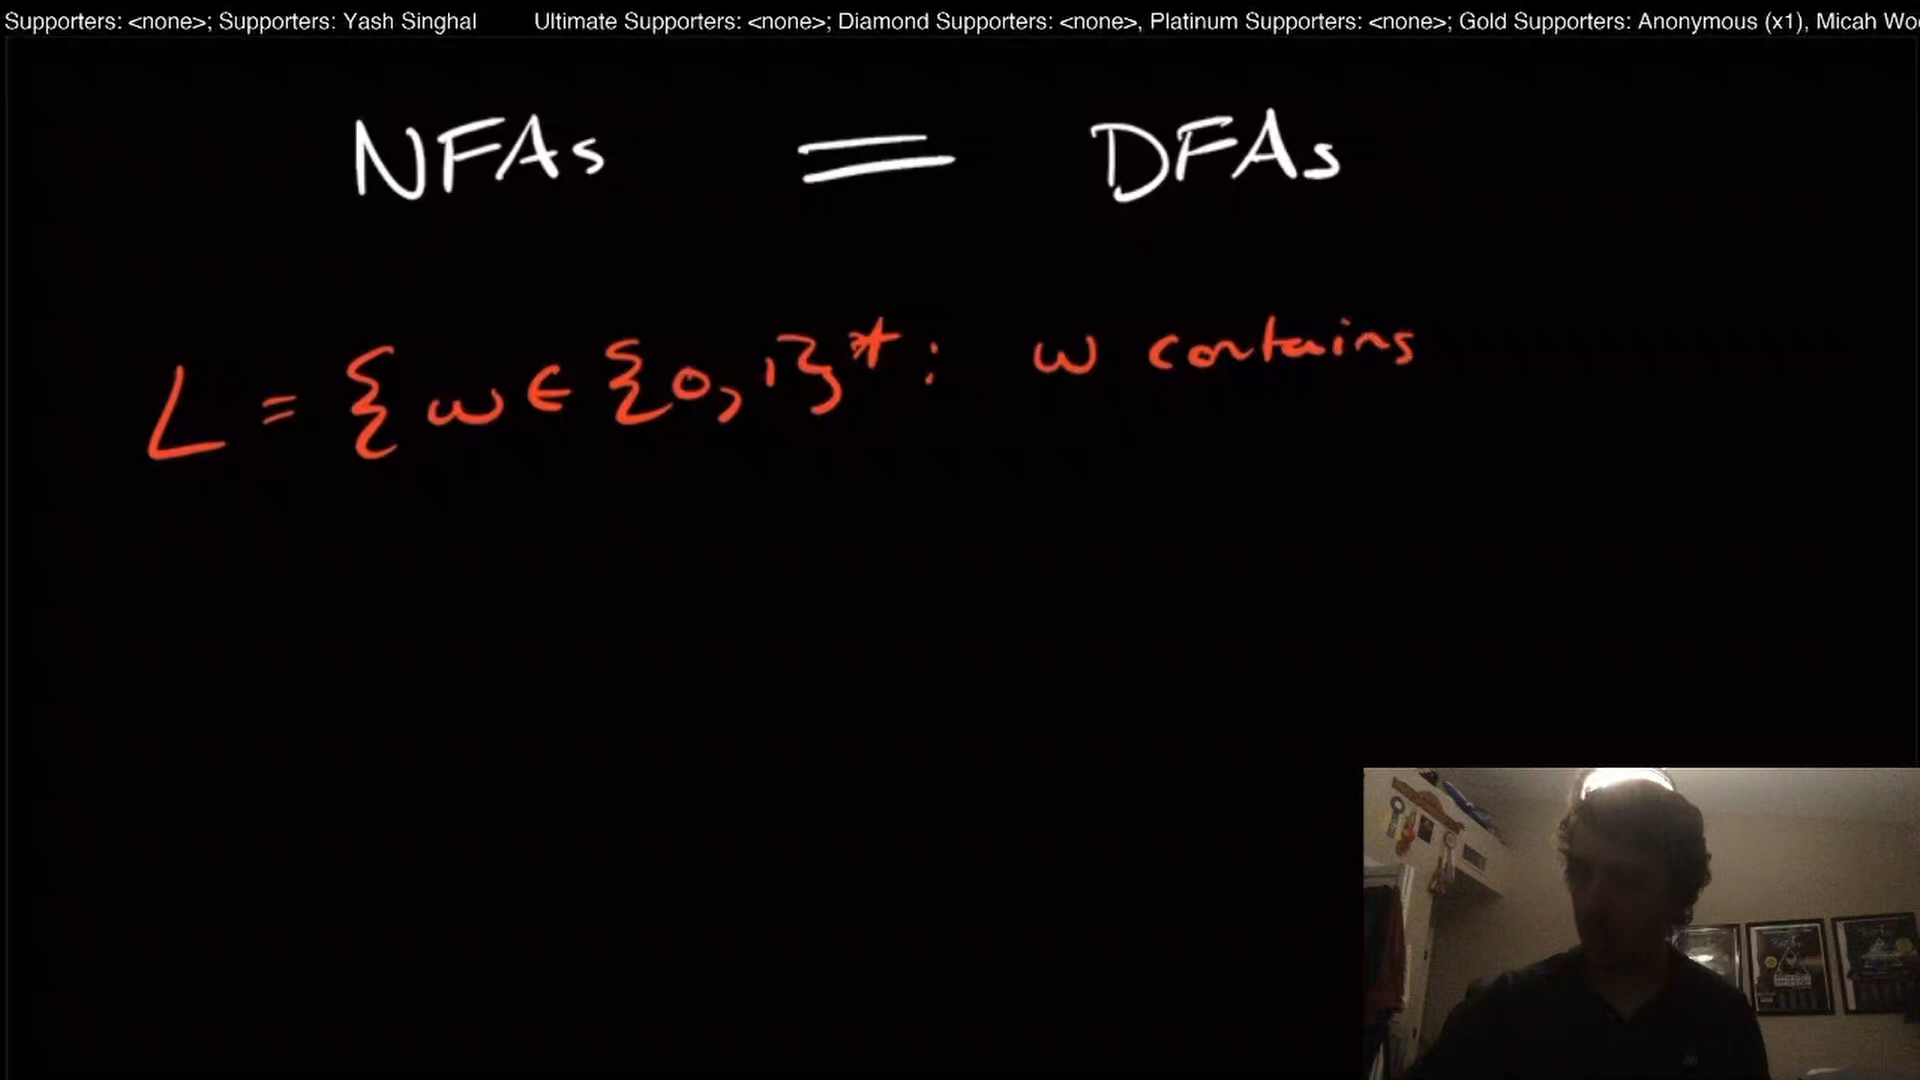 Supporters: <none>; Supporters: Yash Singhal Ultimate Supporters: <none>; Diamond Supporters: <none>, Platinum Supporters: <none>; Gold Supporters: Anonymous (x1), Micah Wo
NFAs = DFAs
L = {w ∈ {0,1}*: w contains